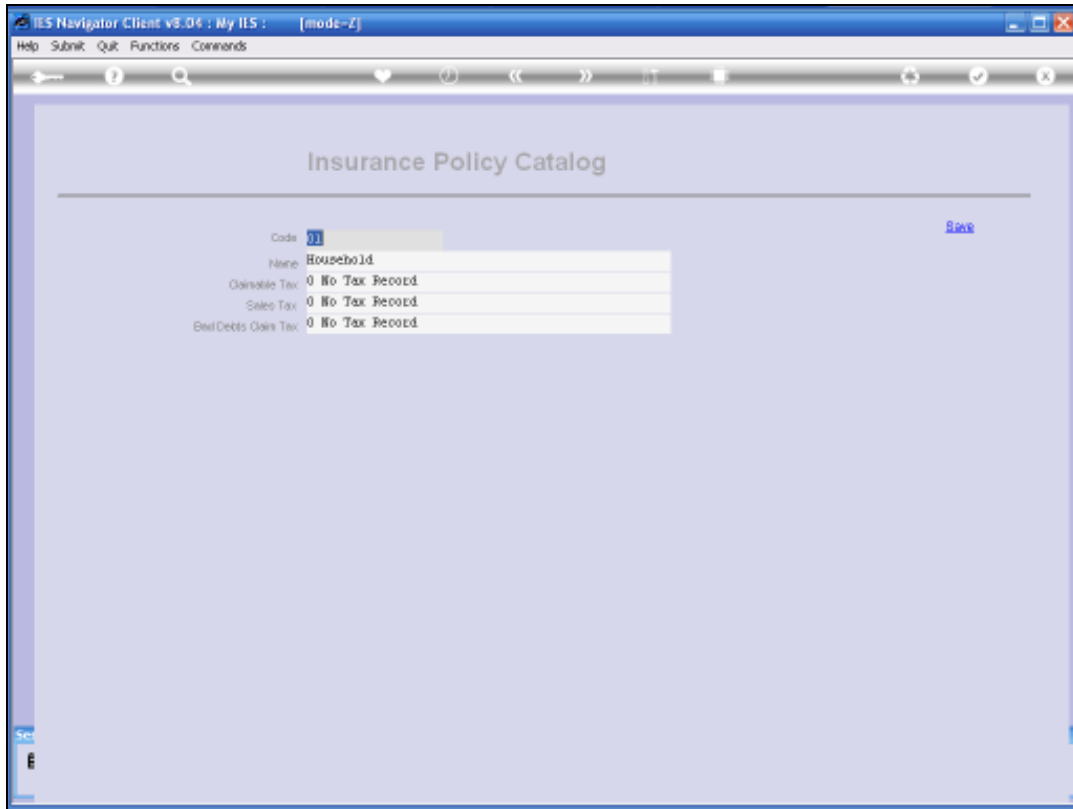 IES Navigator Client v8.04 : My IES : [mode=Z]
Help Submit Quit Functions Commands
Insurance Policy Catalog
Save
Code 01
Name Household
Claimable Tax 0 No Tax Record
Sales Tax 0 No Tax Record
Bad Debts Claim Tax 0 No Tax Record